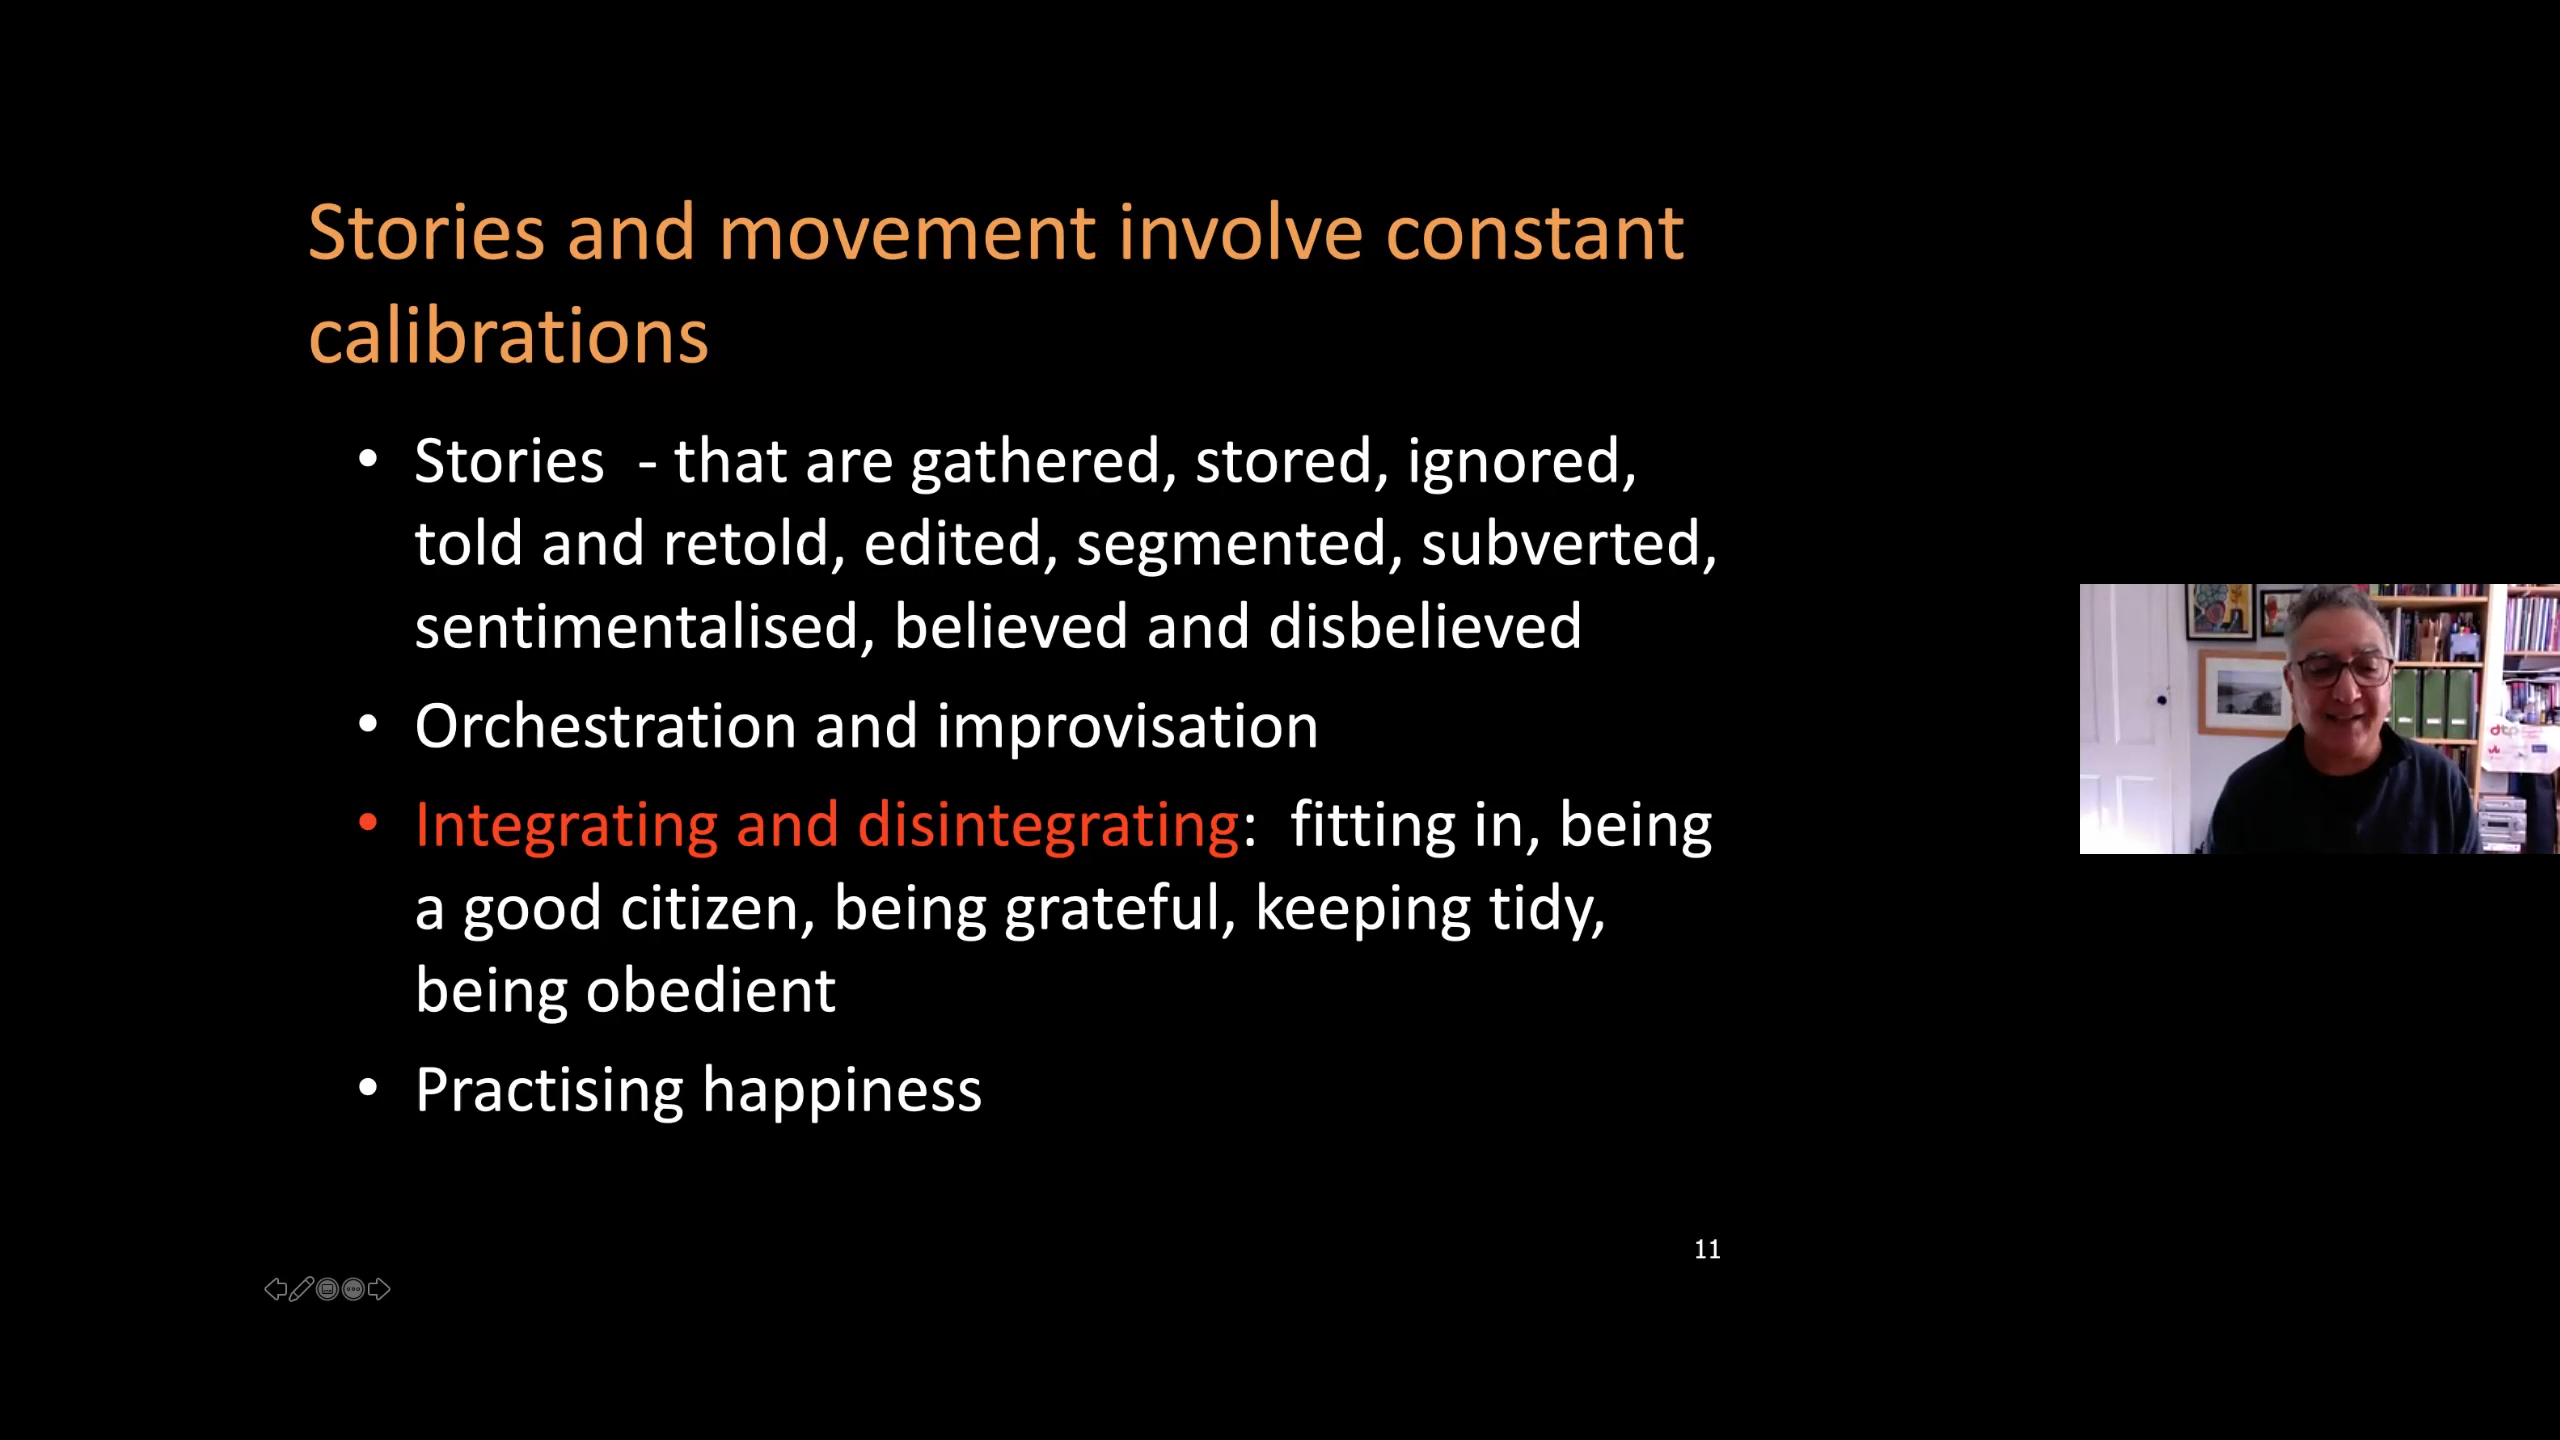 Stories and movement involve constant
calibrations
• Stories  - that are gathered, stored, ignored,
told and retold, edited, segmented, subverted,
sentimentalised, believed and disbelieved
• Orchestration and improvisation
• Integrating and disintegrating:  fitting in, being
a good citizen, being grateful, keeping tidy,
being obedient
• Practising happiness
11